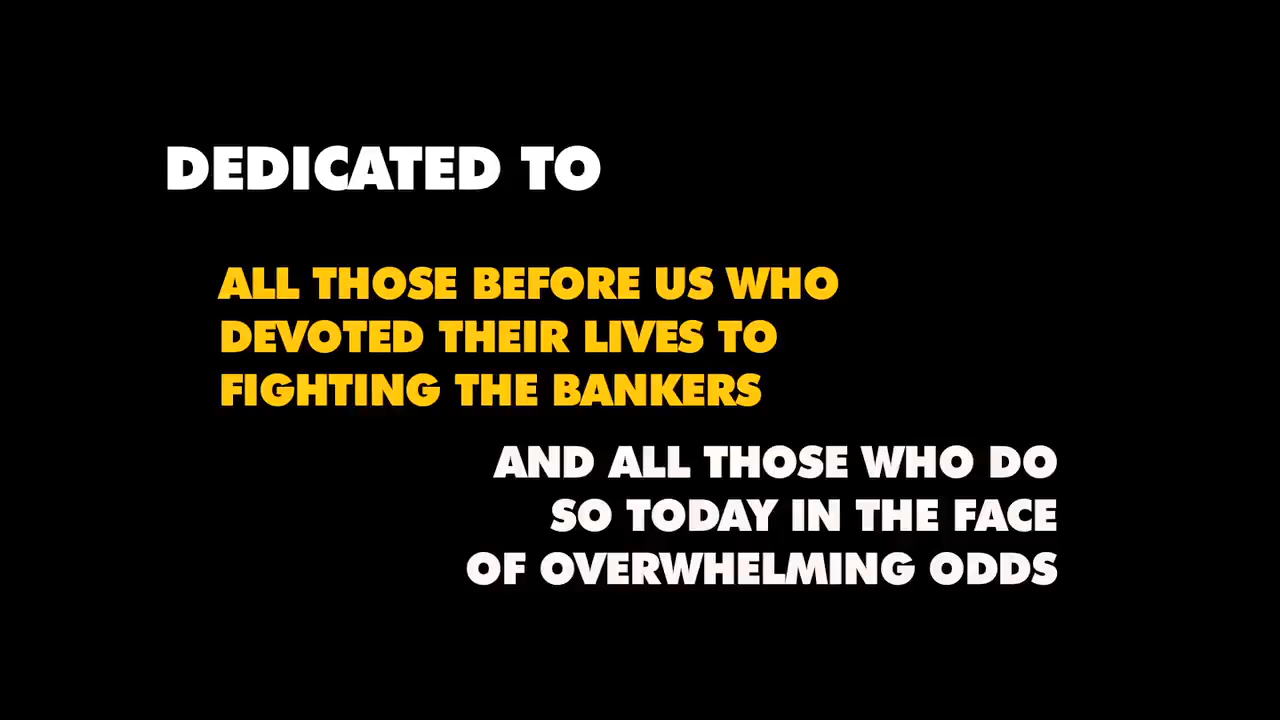 DEDICATED TO
ALL THOSE BEFORE US WHO
DEVOTED THEIR LIVES TO
FIGHTING THE BANKERS
AND ALL THOSE WHO DO
SO TODAY IN THE FACE
OF OVERWHELMING ODDS